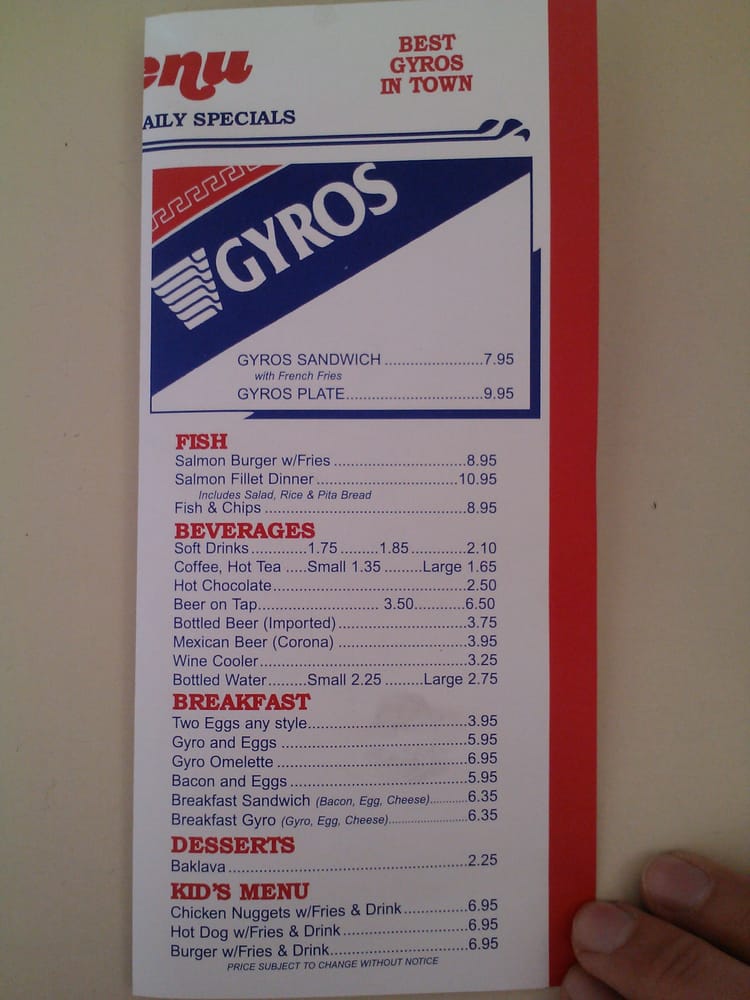 enu
BEST
GYROS
IN TOWN
AILY SPECIALS
GYROS
GYROS SANDWICH ........................7.95
with French Fries
GYROS PLATE..................................9.95
FISH
Salmon Burger w/Fries ................................8.95
Salmon Fillet Dinner ..................................10.95
Includes Salad, Rice & Pita Bread
Fish & Chips .................................................8.95
BEVERAGES
Soft Drinks.............1.75 .........1.85 .............2.10
Coffee, Hot Tea .....Small 1.35 .........Large 1.65
Hot Chocolate..............................................2.50
Beer on Tap............................ 3.50............6.50
Bottled Beer (Imported)...............................3.75
Mexican Beer (Corona) ...............................3.95
Wine Cooler.................................................3.25
Bottled Water.........Small 2.25 .........Large 2.75
BREAKFAST
Two Eggs any style......................................3.95
Gyro and Eggs ............................................5.95
Gyro Omelette .............................................6.95
Bacon and Eggs ..........................................5.95
Breakfast Sandwich (Bacon, Egg, Cheese)............6.35
Breakfast Gyro (Gyro, Egg, Cheese)........................6.35
DESSERTS
Baklava ........................................................2.25
KID'S MENU
Chicken Nuggets w/Fries & Drink...............6.95
Hot Dog w/Fries & Drink.............................6.95
Burger w/Fries & Drink................................6.95
PRICE SUBJECT TO CHANGE WITHOUT NOTICE